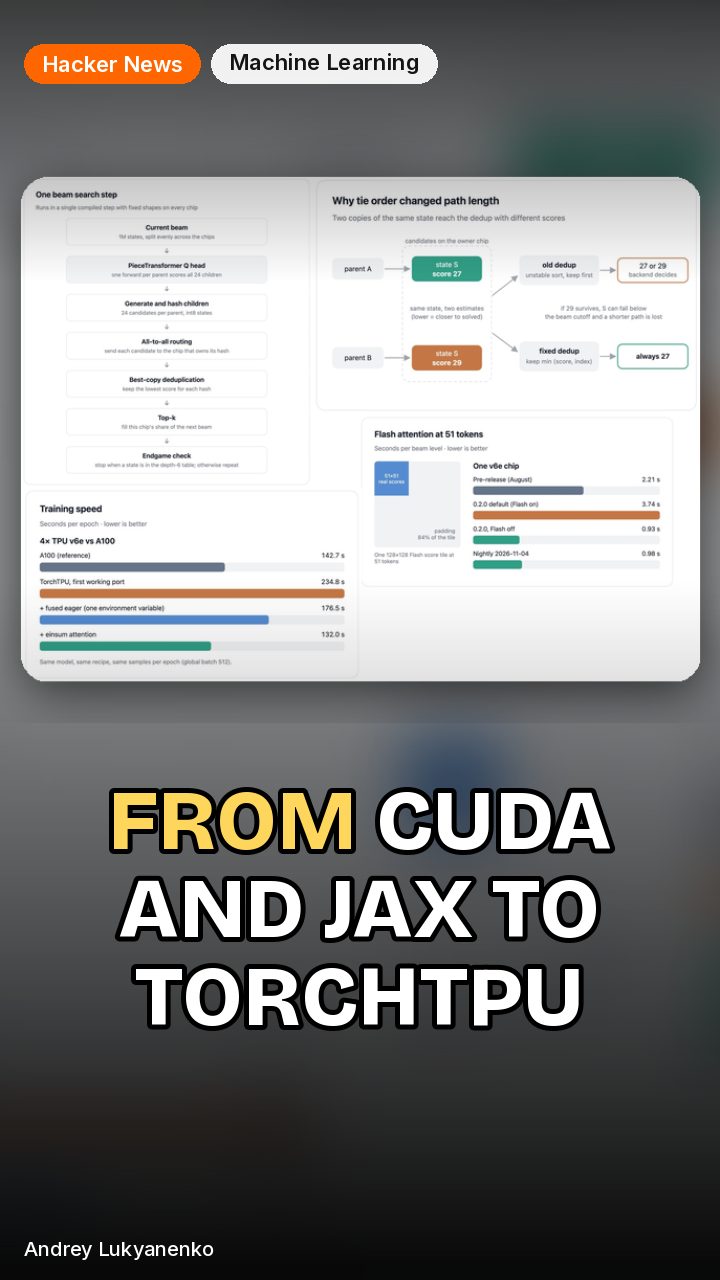 Hacker News
Machine Learning
One beam search step
Runs in a single compiled step with fixed shapes on every chip
Current beam
1M states, split evenly across the chips
PieceTransformer Q head
one forward per parent scores all 24 children
Generate and hash children
24 candidates per parent, int8 states
All-to-all routing
send each candidate to the chip that owns its hash
Best-copy deduplication
keep the lowest score for each hash
Top-k
fill this chip's share of the next beam
Endgame check
stop when a state is in the depth-6 table; otherwise repeat
Why tie order changed path length
Two copies of the same state reach the dedup with different scores
candidates on the owner chip
parent A
state S
score 27
old dedup
unstable sort, keep first
27 or 29
backend decides
same state, two estimates
(lower = closer to solved)
if 29 survives, S can fall below
the beam cutoff and a shorter path is lost
parent B
state S
score 29
fixed dedup
keep min (score, index)
always 27
Training speed
Seconds per epoch · lower is better
4× TPU v6e vs A100
A100 (reference)
142.7 s
TorchTPU, first working port
234.8 s
+ fused eager (one environment variable)
176.5 s
+ einsum attention
132.0 s
Same model, same recipe, same samples per epoch (global batch 512).
Flash attention at 51 tokens
Seconds per beam level · lower is better
51×51
real scores
padding
84% of the tile
One 128×128 Flash score tile at
51 tokens
One v6e chip
Pre-release (August)
2.21 s
0.2.0 default (Flash on)
3.74 s
0.2.0, Flash off
0.93 s
Nightly 2026-11-04
0.98 s
FROM CUDA
AND JAX TO
TORCHTPU
Andrey Lukyanenko